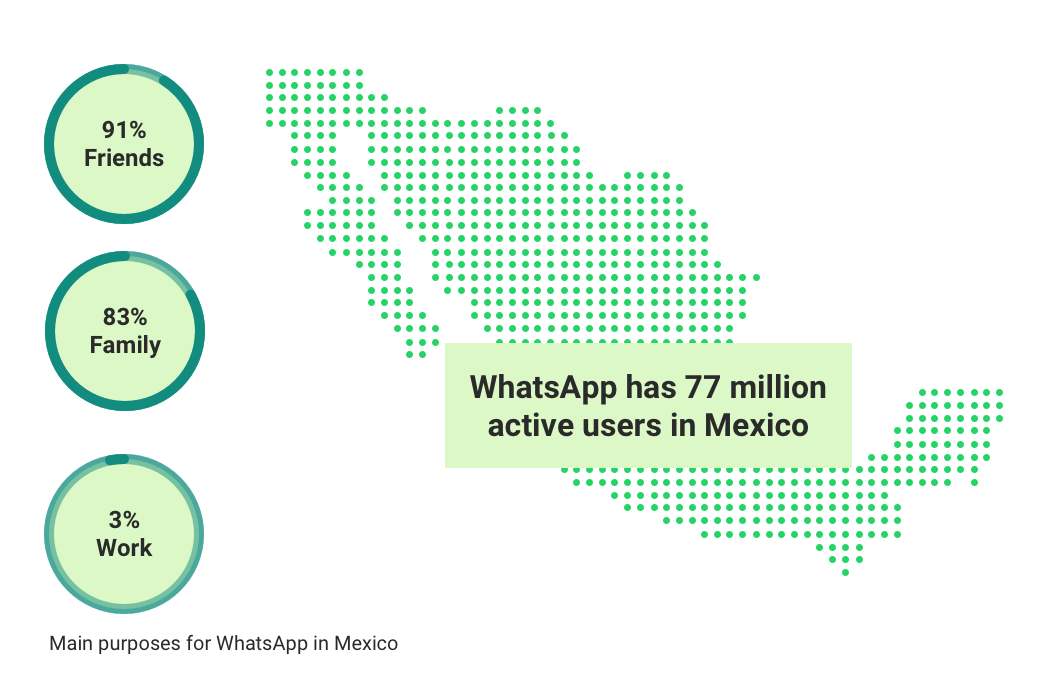 91%
Friends
83%
Family
WhatsApp has 77 million
active users in Mexico
3%
Work
Main purposes for WhatsApp in Mexico